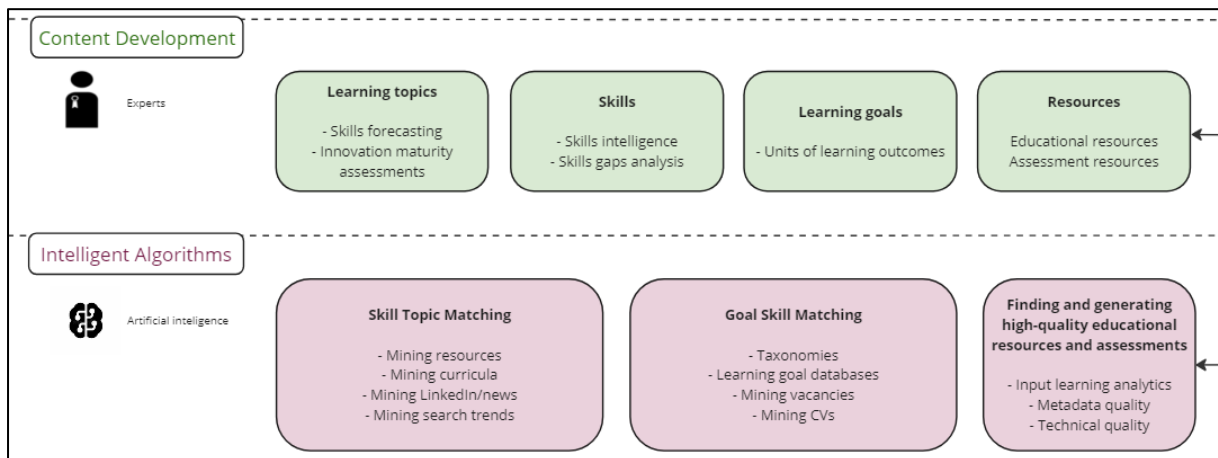 Content Development
Experts
Learning topics
- Skills forecasting
- Innovation maturity
assessments
Skills
- Skills intelligence
- Skills gaps analysis
Learning goals
- Units of learning outcomes
Resources
Educational resources
Assessment resources
Intelligent Algorithms
Artificial inteligence
Skill Topic Matching
- Mining resources
- Mining curricula
- Mining LinkedIn/news
- Mining search trends
Goal Skill Matching
- Taxonomies
- Learning goal databases
- Mining vacancies
- Mining CVs
Finding and generating
high-quality educational
resources and assessments
- Input learning analytics
- Metadata quality
- Technical quality